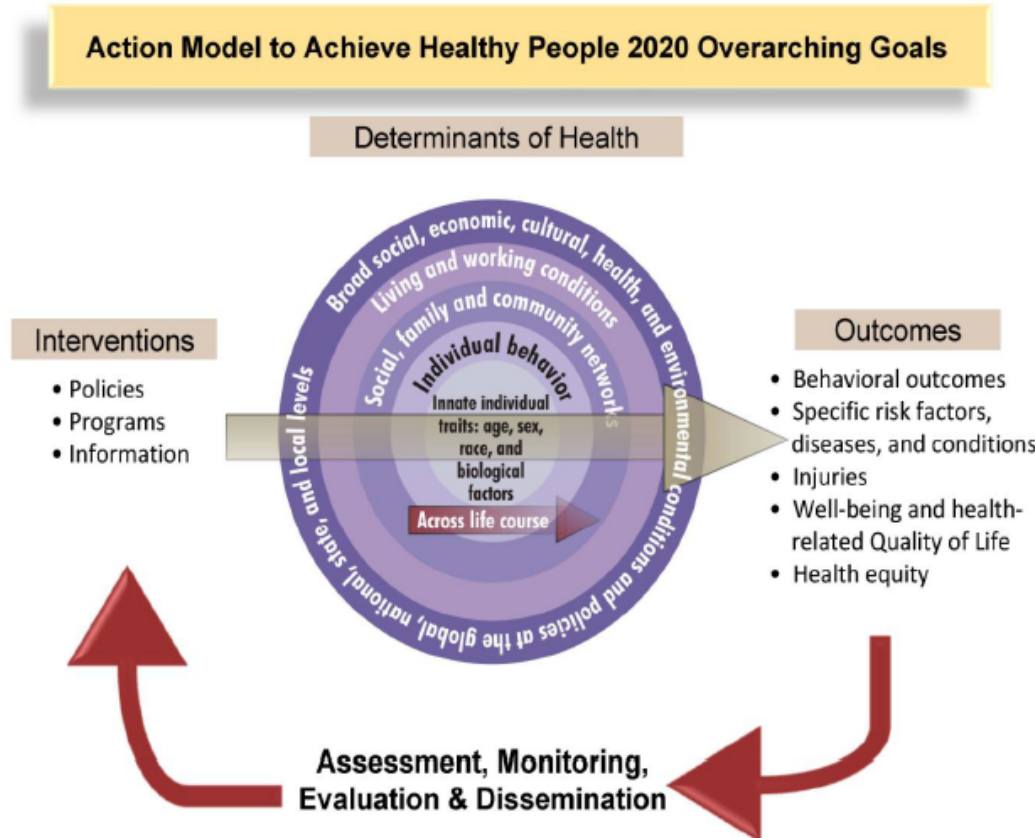 Action Model to Achieve Healthy People 2020 Overarching Goals
Determinants of Health
Interventions
• Policies
• Programs
• Information
Broad social, economic, cultural, health, and environmental conditions and policies at the global, national, state, and local levels
Living and working conditions
Social, family and community networks
Individual behavior
Innate individual
traits: age, sex,
race, and
biological
factors
Across life course
Outcomes
• Behavioral outcomes
• Specific risk factors,
diseases, and conditions
• Injuries
• Well-being and health-
related Quality of Life
• Health equity
Assessment, Monitoring,
Evaluation & Dissemination